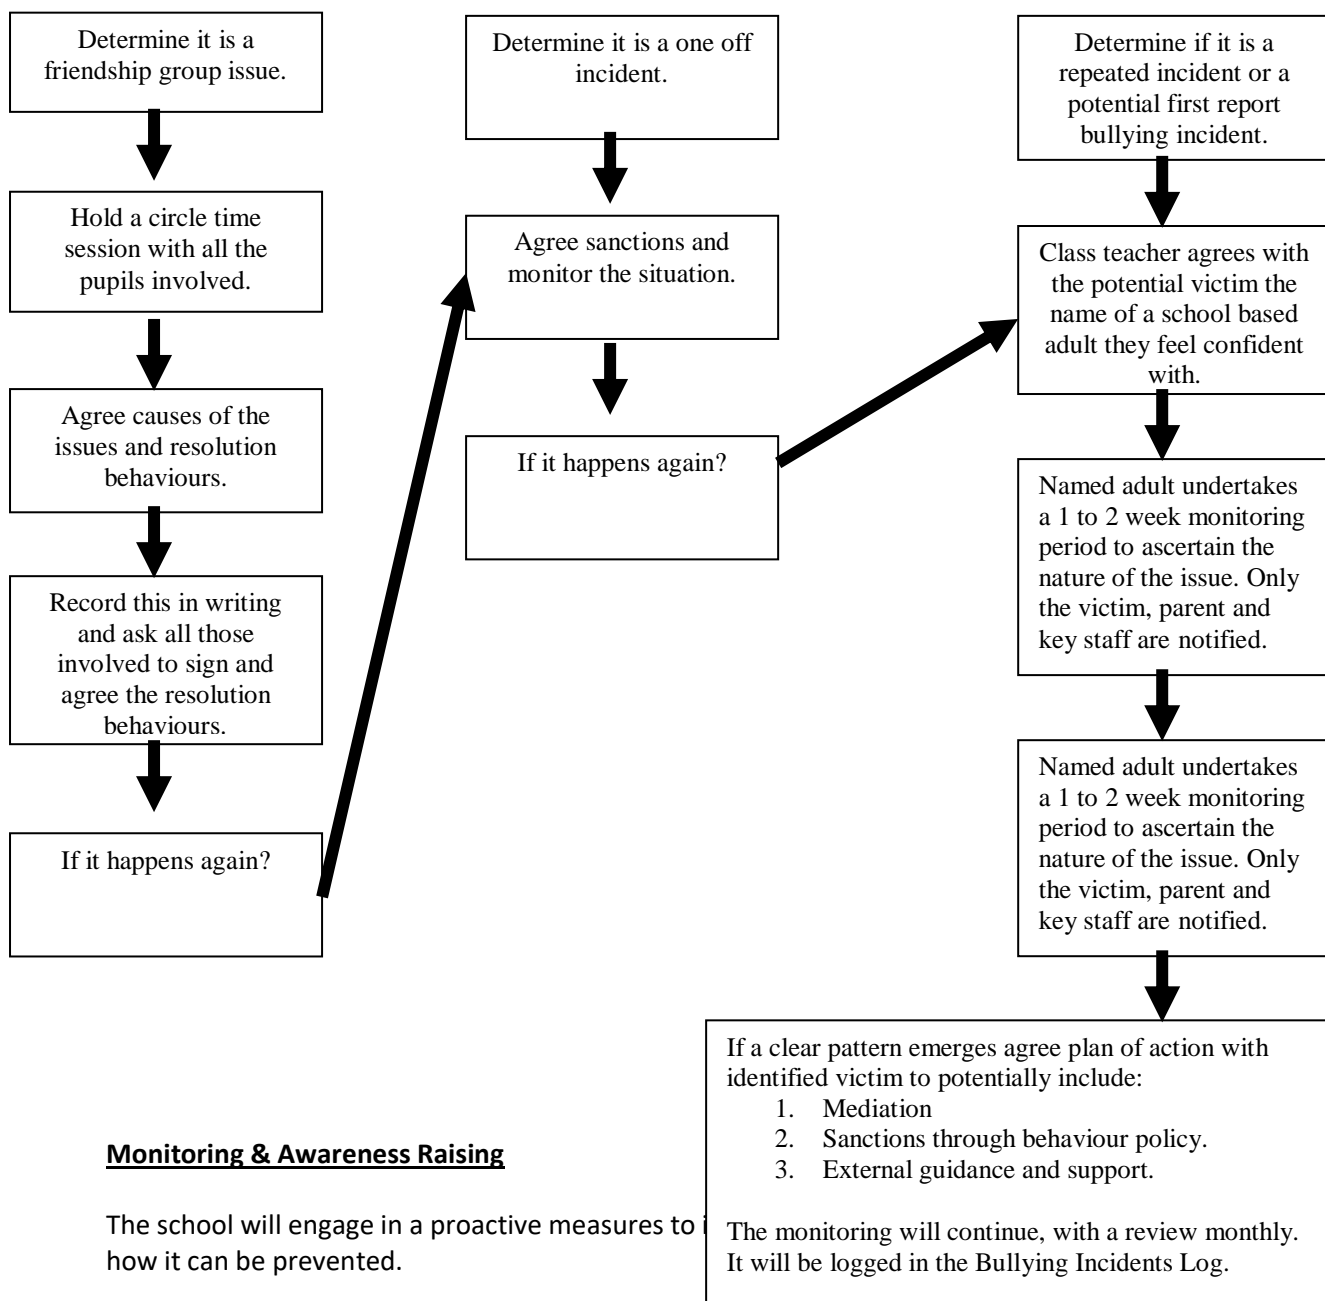 Determine it is a
friendship group issue.
Hold a circle time
session with all the
pupils involved.
Agree causes of the
issues and resolution
behaviours.
Record this in writing
and ask all those
involved to sign and
agree the resolution
behaviours.
If it happens again?
Determine it is a one off
incident.
Agree sanctions and
monitor the situation.
If it happens again?
Determine if it is a
repeated incident or a
potential first report
bullying incident.
Class teacher agrees with
the potential victim the
name of a school based
adult they feel confident
with.
Named adult undertakes
a 1 to 2 week monitoring
period to ascertain the
nature of the issue. Only
the victim, parent and
key staff are notified.
Named adult undertakes
a 1 to 2 week monitoring
period to ascertain the
nature of the issue. Only
the victim, parent and
key staff are notified.
If a clear pattern emerges agree plan of action with
identified victim to potentially include:
1. Mediation
2. Sanctions through behaviour policy.
3. External guidance and support.
The monitoring will continue, with a review monthly.
It will be logged in the Bullying Incidents Log.
Monitoring & Awareness Raising
The school will engage in a proactive measures to
how it can be prevented.